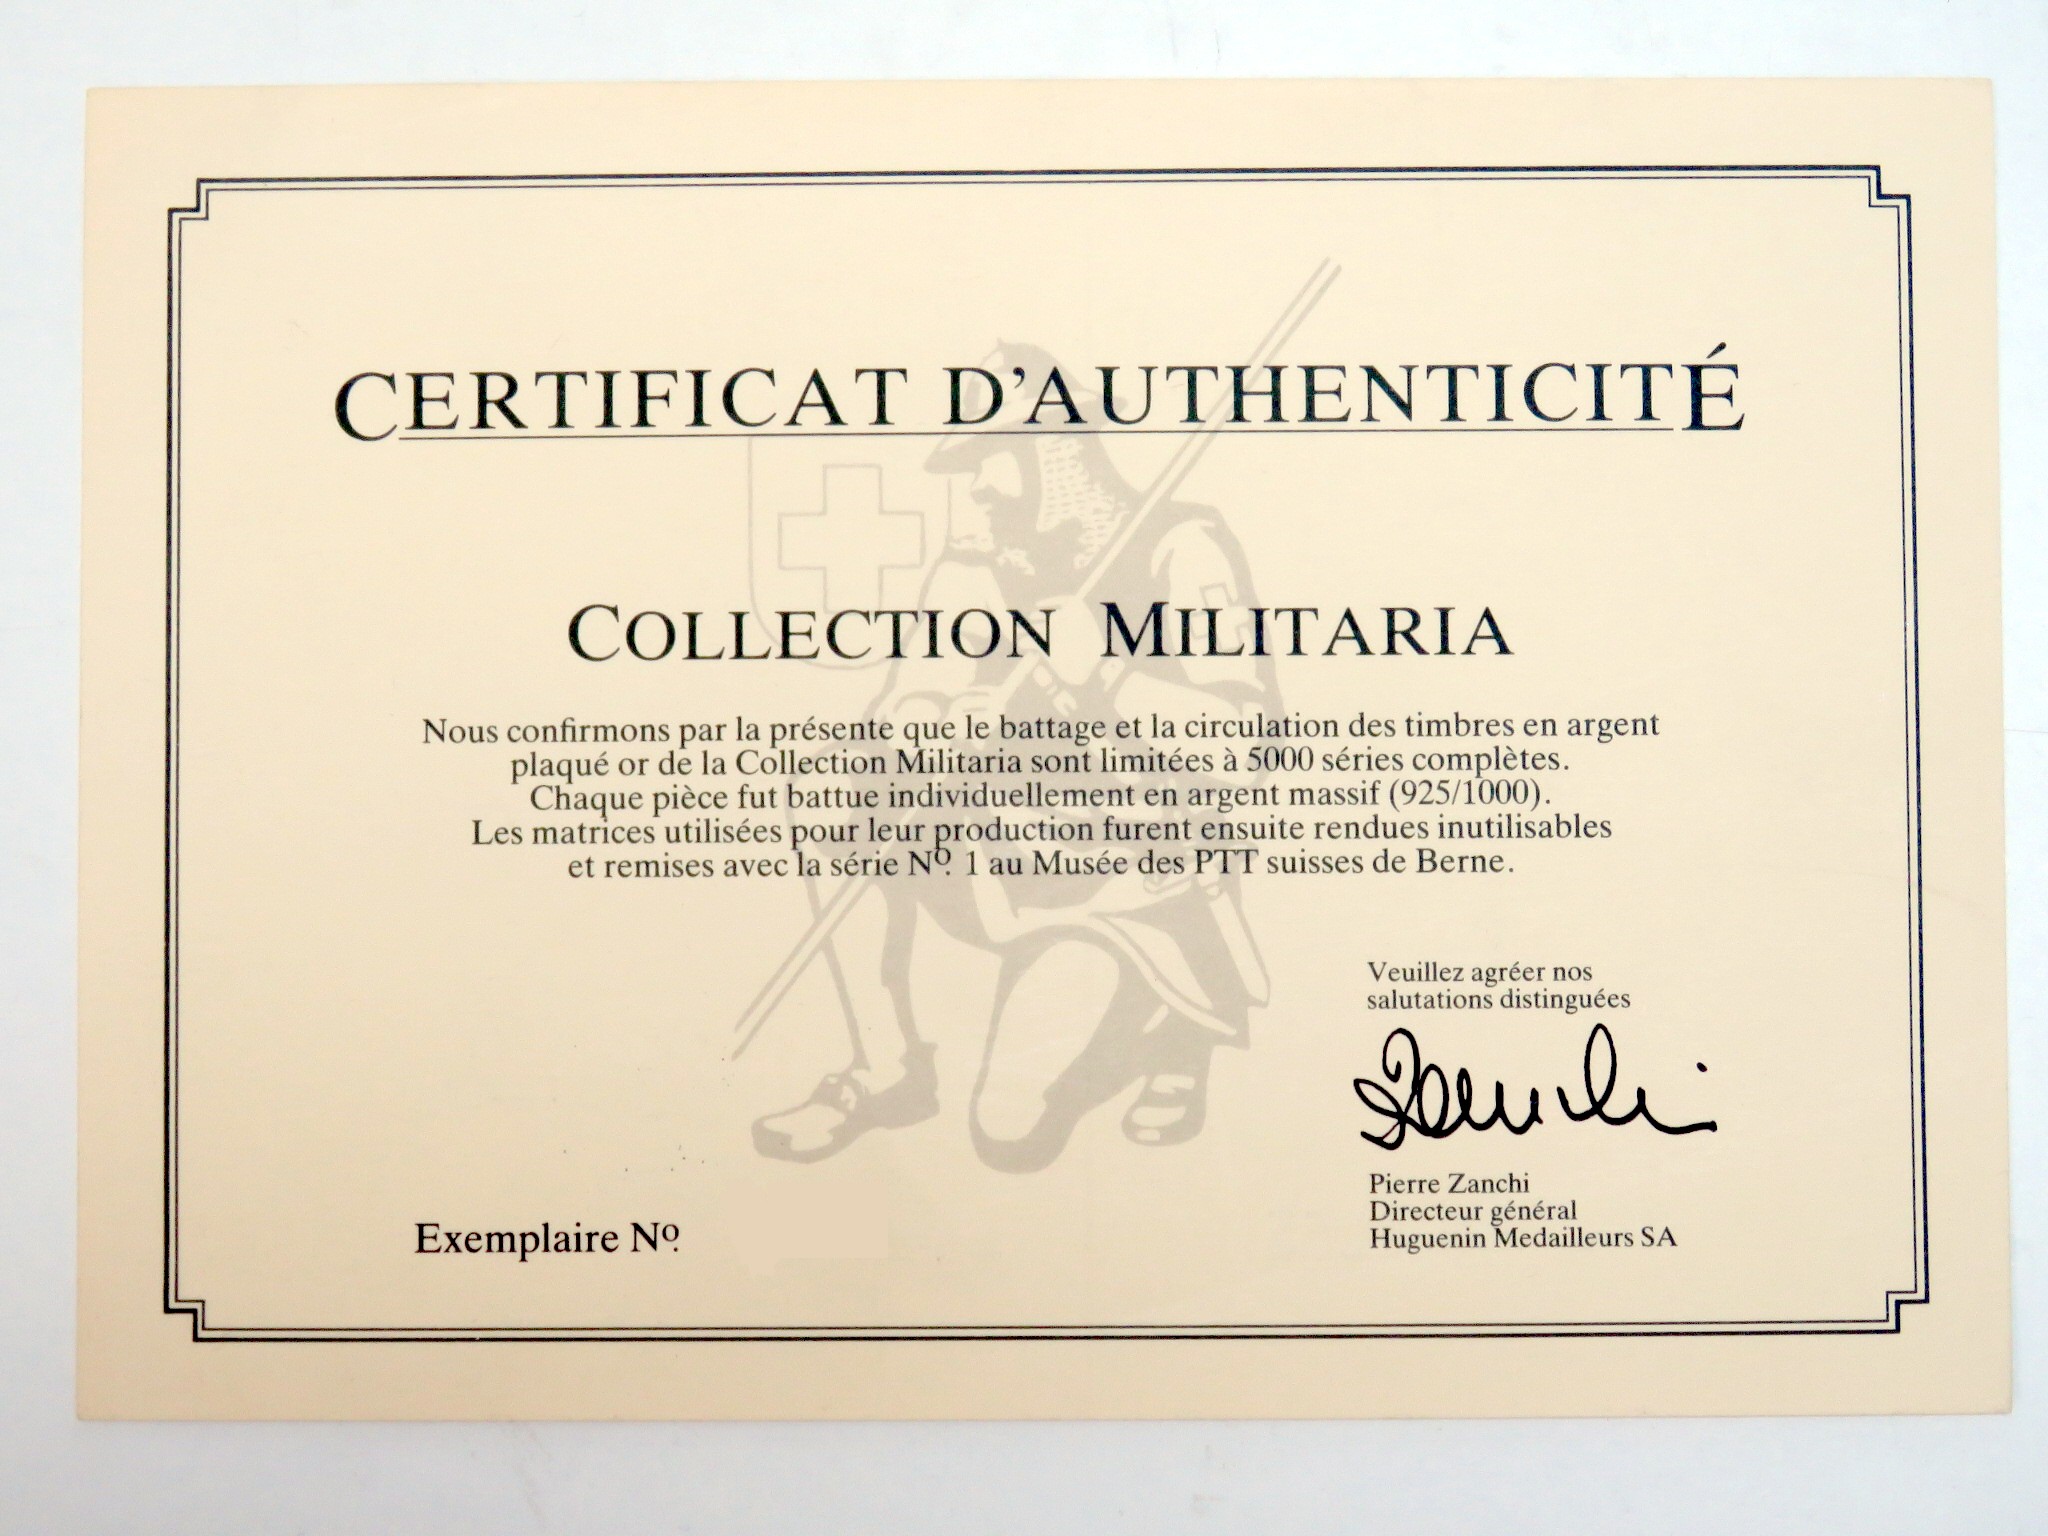 CERTIFICAT D'AUTHENTICITÉ
COLLECTION MILITARIA
Nous confirmons par la présente que le battage et la circulation des timbres en argent
plaqué or de la Collection Militaria sont limitées à 5000 séries complètes.
Chaque pièce fut battue individuellement en argent massif (925/1000).
Les matrices utilisées pour leur production furent ensuite rendues inutilisables
et remises avec la série Nº 1 au Musée des PTT suisses de Berne.
Veuillez agréer nos
salutations distinguées
Zanchi
Pierre Zanchi
Directeur général
Huguenin Medailleurs SA
Exemplaire Nº